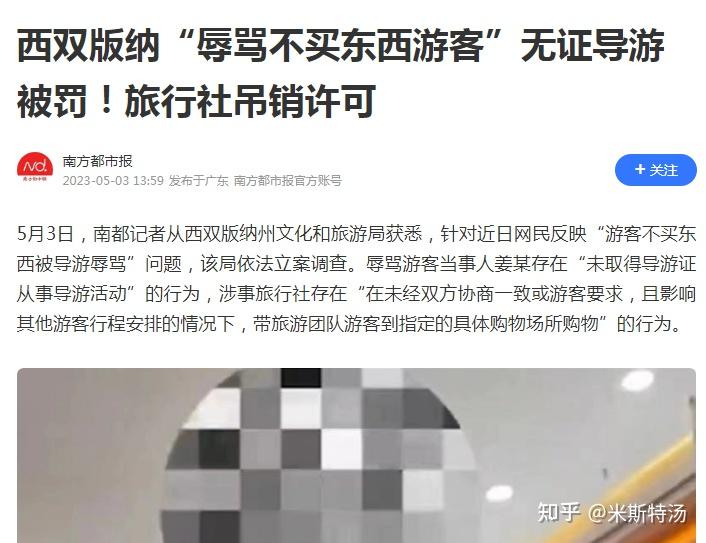 西双版纳“辱骂不买东西游客”无证导游
被罚！旅行社吊销许可
南方都市报
2023-05-03 13:59 发布于广东 南方都市报官方账号
+ 关注
5月3日，南都记者从西双版纳州文化和旅游局获悉，针对近日网民反映“游客不买东
西被导游辱骂”问题，该局依法立案调查。辱骂游客当事人姜某存在“未取得导游证
从事导游活动”的行为，涉事旅行社存在“在未经双方协商一致或游客要求，且影响
其他游客行程安排的情况下，带旅游团队游客到指定的具体购物场所购物”的行为。
知乎 @米斯特汤